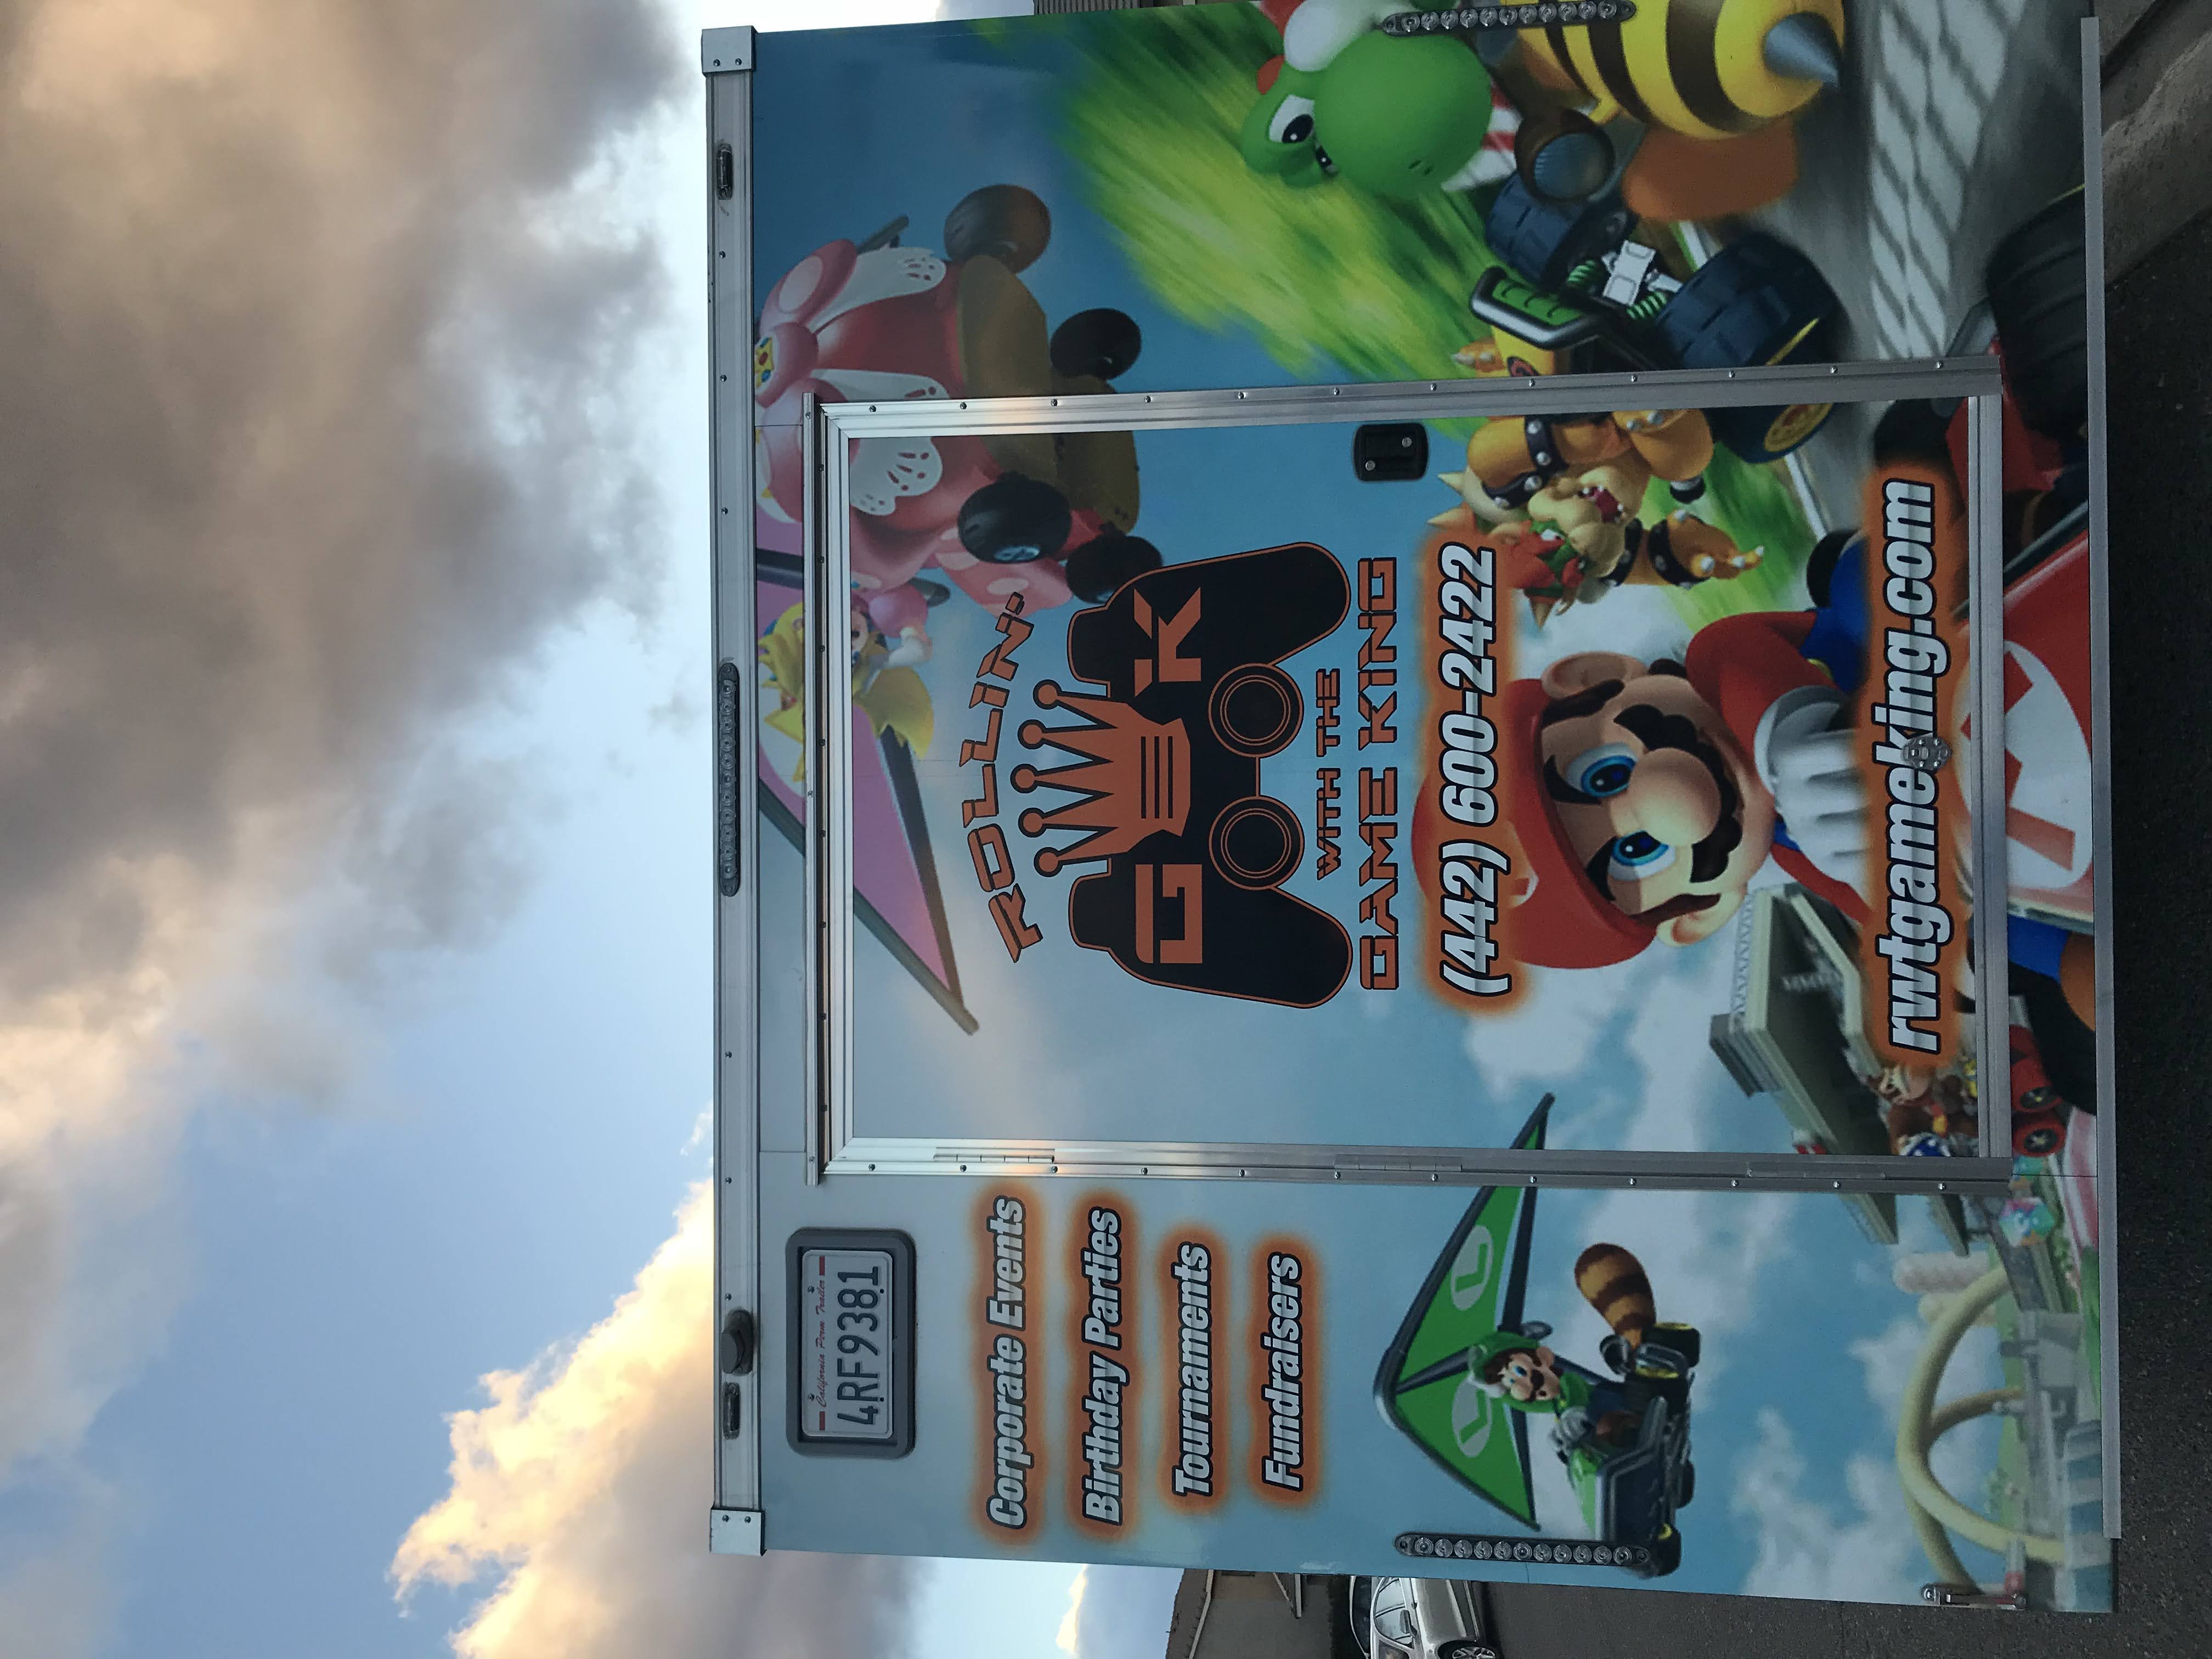 California Perm Trailer
4RF9381
Corporate Events
Birthday Parties
Tournaments
Fundraisers
ROLLIN'
G K
WITH THE
GAME KING
(442) 600-2422
rwtgameking.com
L L
M